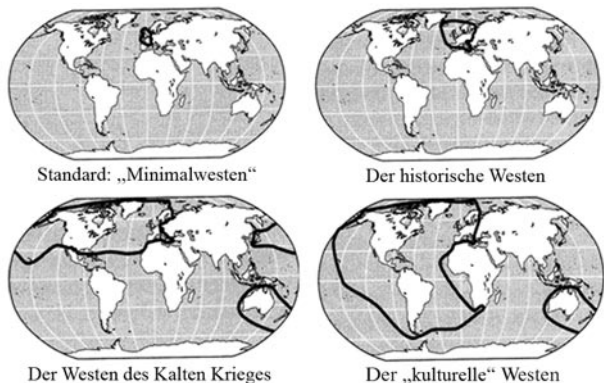 Standard: „Minimalwesten“
Der historische Westen
Der Westen des Kalten Krieges
Der „kulturelle“ Westen